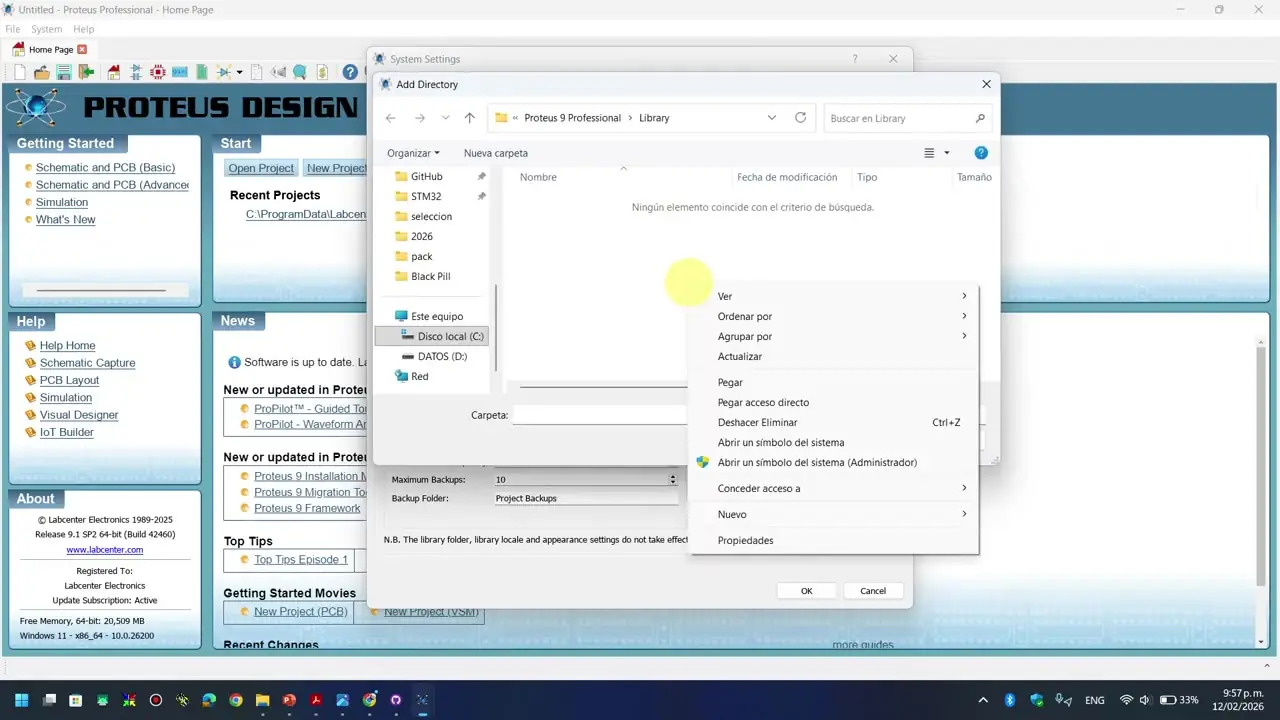 Untitled - Proteus Professional - Home Page
File System Help
Home Page
System Settings
Add Directory
« Proteus 9 Professional › Library
Buscar en Library
Organizar
Nueva carpeta
PROTEUS DESIGN
Getting Started
Schematic and PCB (Basic)
Schematic and PCB (Advanced
Simulation
What's New
Start
Open Project
New Project
Recent Projects
C:\ProgramData\Labcen
GitHub
STM32
seleccion
2026
pack
Black Pill
Este equipo
Disco local (C:)
DATOS (D:)
Red
Nombre
Fecha de modificación
Tipo
Tamaño
Ningún elemento coincide con el criterio de búsqueda.
Carpeta:
Ver
Ordenar por
Agrupar por
Actualizar
Pegar
Pegar acceso directo
Deshacer Eliminar Ctrl+Z
Abrir un símbolo del sistema
Abrir un símbolo del sistema (Administrador)
Conceder acceso a
Nuevo
Propiedades
Help
Help Home
Schematic Capture
PCB Layout
Simulation
Visual Designer
IoT Builder
News
Software is up to date. La
New or updated in Prote
ProPilot™ - Guided To
ProPilot - Waveform An
New or updated in Prote
Proteus 9 Installation M
Proteus 9 Migration To
Proteus 9 Framework
Top Tips
Top Tips Episode 1
Getting Started Movies
New Project (PCB)
New Project (VSM)
Recent Changes
more guides
Maximum Backups: 10
Backup Folder: Project Backups
N.B. The library folder, library locale and appearance settings do not take effect
OK
Cancel
About
© Labcenter Electronics 1989-2025
Release 9.1 SP2 64-bit (Build 42460)
www.labcenter.com
Registered To:
Labcenter Electronics
Update Subscription: Active
Free Memory, 64-bit: 20,509 MB
Windows 11 - x86_64 - 10.0.26200
ENG
33%
9:57 p.m.
12/02/2026